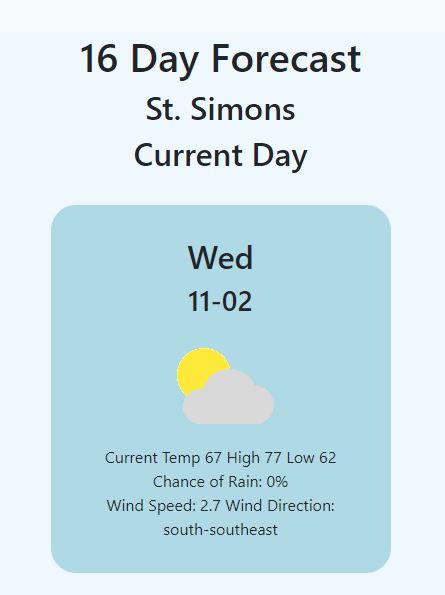 16 Day Forecast
St. Simons
Current Day
Wed
11-02
Current Temp 67 High 77 Low 62
Chance of Rain: 0%
Wind Speed: 2.7 Wind Direction:
south-southeast